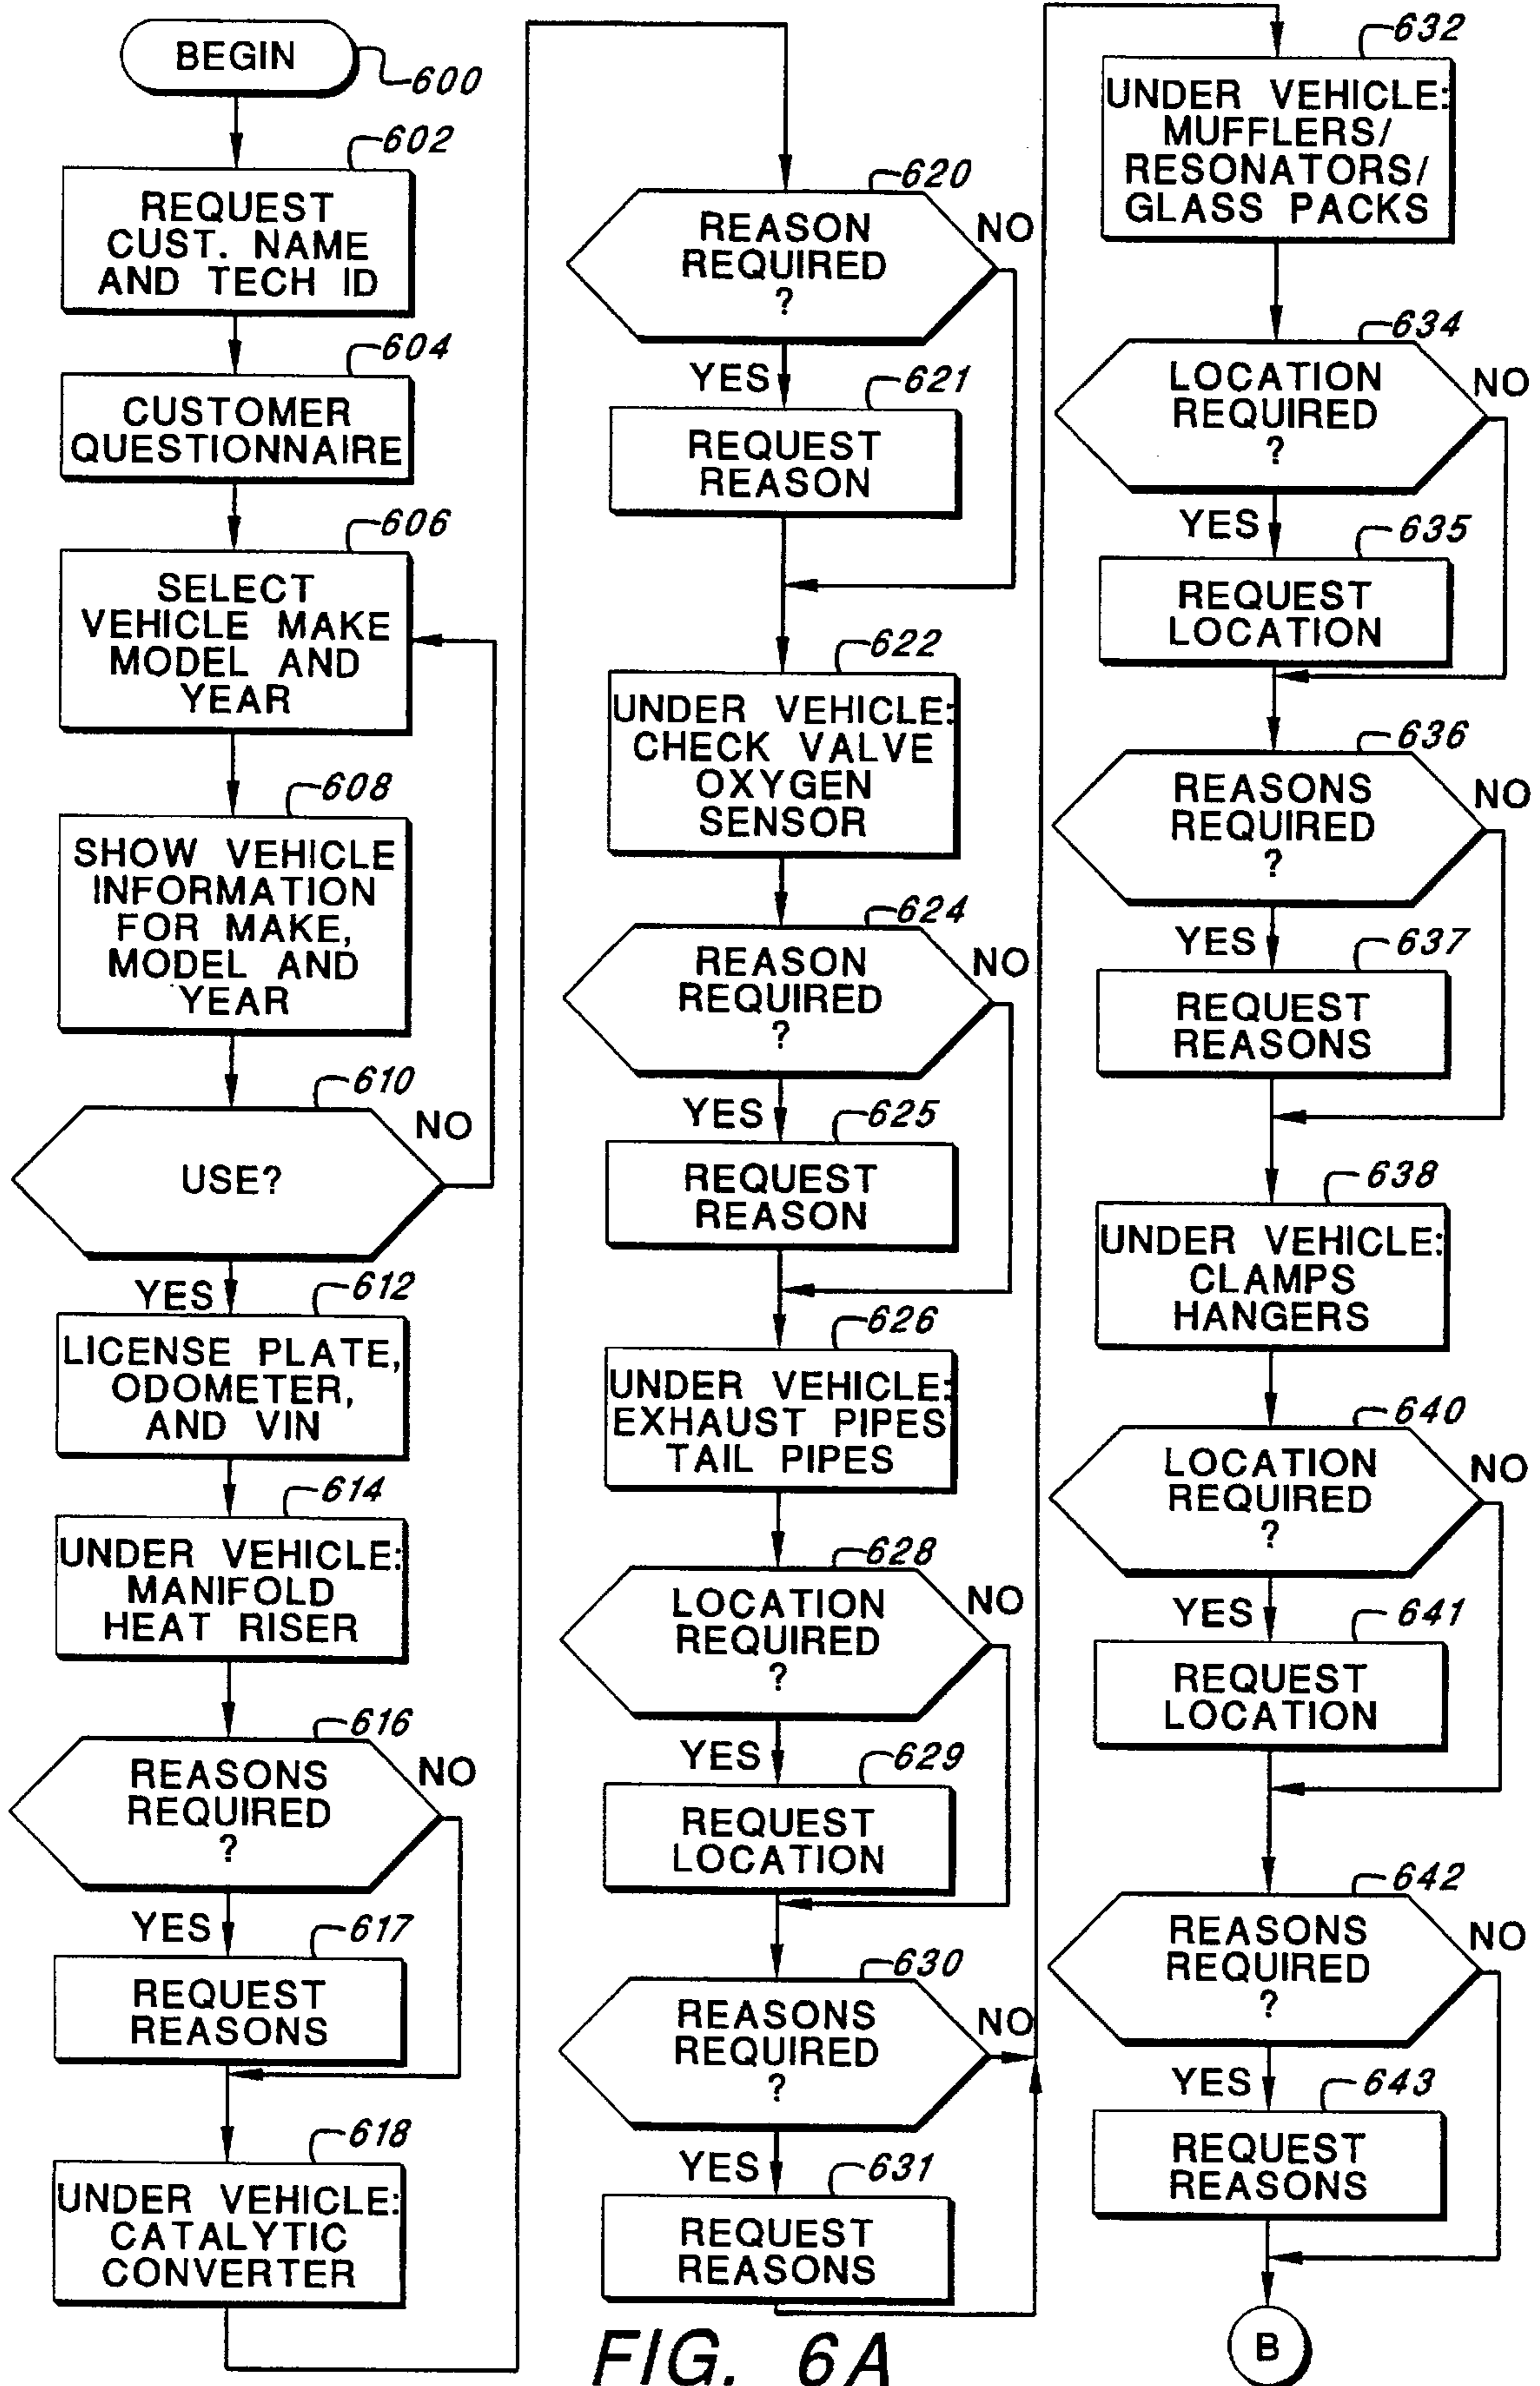 BEGIN
600
602
REQUEST
CUST. NAME
AND TECH ID
604
CUSTOMER
QUESTIONNAIRE
606
SELECT
VEHICLE MAKE
MODEL AND
YEAR
608
SHOW VEHICLE
INFORMATION
FOR MAKE,
MODEL AND
YEAR
610
NO
USE?
YES
612
LICENSE PLATE,
ODOMETER,
AND VIN
614
UNDER VEHICLE:
MANIFOLD
HEAT RISER
616
NO
REASONS
REQUIRED
?
YES
617
REQUEST
REASONS
618
UNDER VEHICLE:
CATALYTIC
CONVERTER
620
NO
REASON
REQUIRED
?
YES
621
REQUEST
REASON
622
UNDER VEHICLE:
CHECK VALVE
OXYGEN
SENSOR
624
NO
REASON
REQUIRED
?
YES
625
REQUEST
REASON
626
UNDER VEHICLE:
EXHAUST PIPES
TAIL PIPES
628
NO
LOCATION
REQUIRED
?
YES
629
REQUEST
LOCATION
630
NO
REASONS
REQUIRED
?
YES
631
REQUEST
REASONS
632
UNDER VEHICLE:
MUFFLERS/
RESONATORS/
GLASS PACKS
634
NO
LOCATION
REQUIRED
?
YES
635
REQUEST
LOCATION
636
NO
REASONS
REQUIRED
?
YES
637
REQUEST
REASONS
638
UNDER VEHICLE:
CLAMPS
HANGERS
640
NO
LOCATION
REQUIRED
?
YES
641
REQUEST
LOCATION
642
NO
REASONS
REQUIRED
?
YES
643
REQUEST
REASONS
B
FIG. 6A